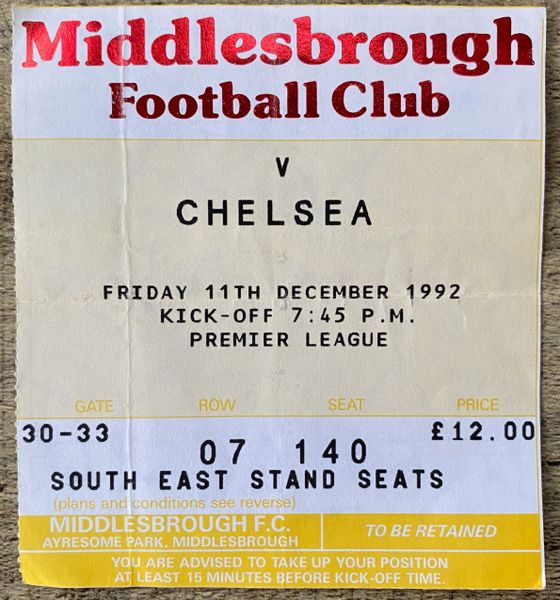 Middlesbrough
Football Club
V
CHELSEA
FRIDAY 11TH DECEMBER 1992
KICK-OFF 7:45 P.M.
PREMIER LEAGUE
GATE ROW SEAT PRICE
30-33 07 140 £12.00
SOUTH EAST STAND SEATS
(plans and conditions see reverse)
MIDDLESBROUGH F.C.
AYRESOME PARK, MIDDLESBROUGH
TO BE RETAINED
YOU ARE ADVISED TO TAKE UP YOUR POSITION
AT LEAST 15 MINUTES BEFORE KICK-OFF TIME.